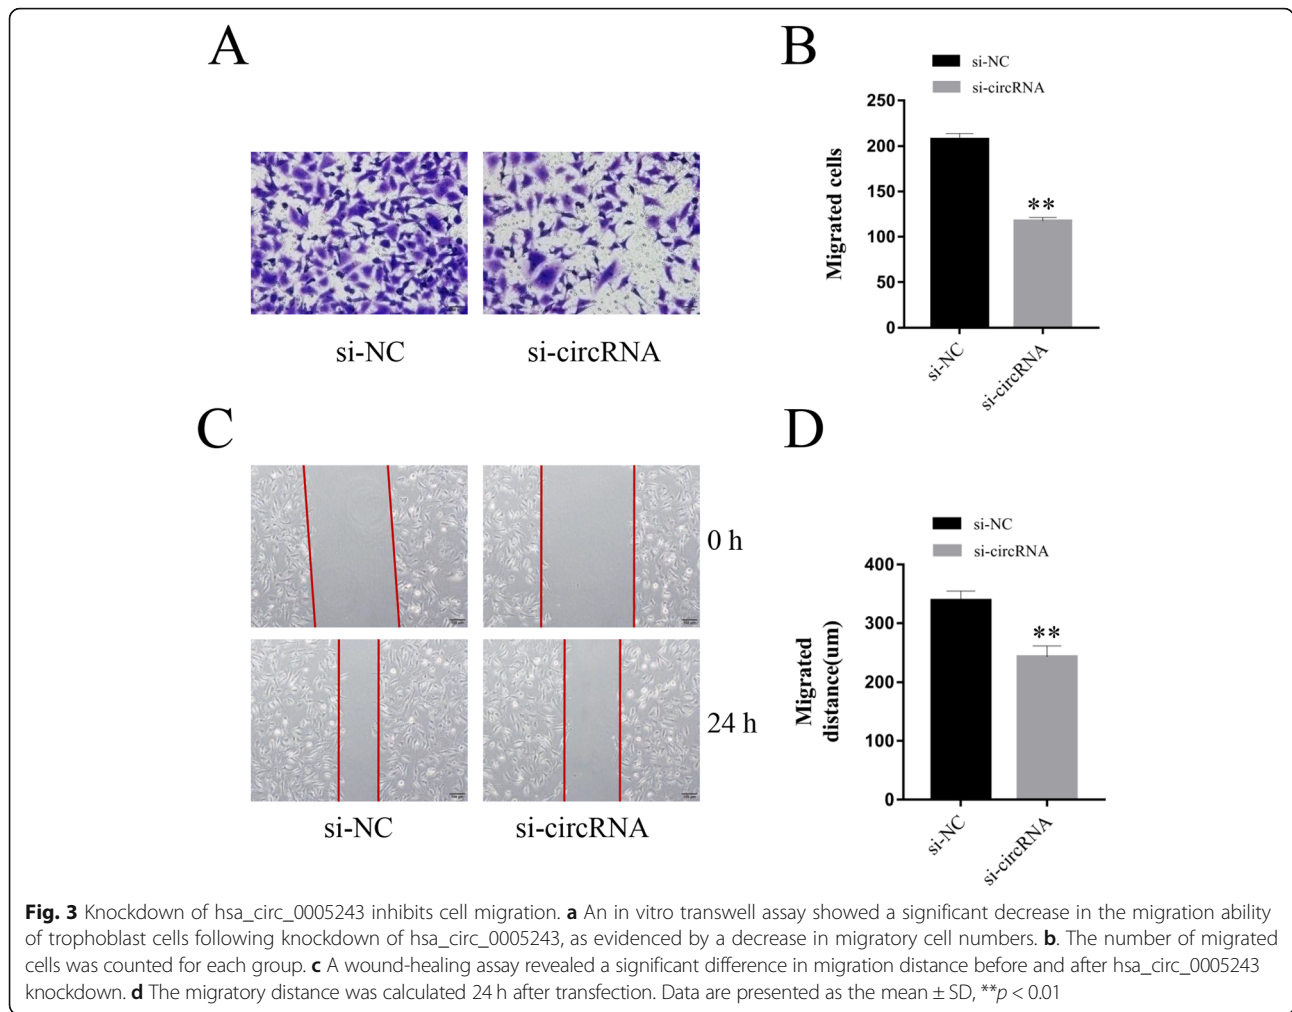 A
B
si-NC
si-circRNA
Migrated cells
250
200
150
100
50
0
**
si-NC
si-circRNA
si-NC
si-circRNA
C
D
0 h
24 h
si-NC
si-circRNA
si-NC
si-circRNA
Migrated
distance(um)
400
300
200
100
0
**
si-NC
si-circRNA
Fig. 3 Knockdown of hsa_circ_0005243 inhibits cell migration. a An in vitro transwell assay showed a significant decrease in the migration ability
of trophoblast cells following knockdown of hsa_circ_0005243, as evidenced by a decrease in migratory cell numbers. b. The number of migrated
cells was counted for each group. c A wound-healing assay revealed a significant difference in migration distance before and after hsa_circ_0005243
knockdown. d The migratory distance was calculated 24 h after transfection. Data are presented as the mean ± SD, **p < 0.01